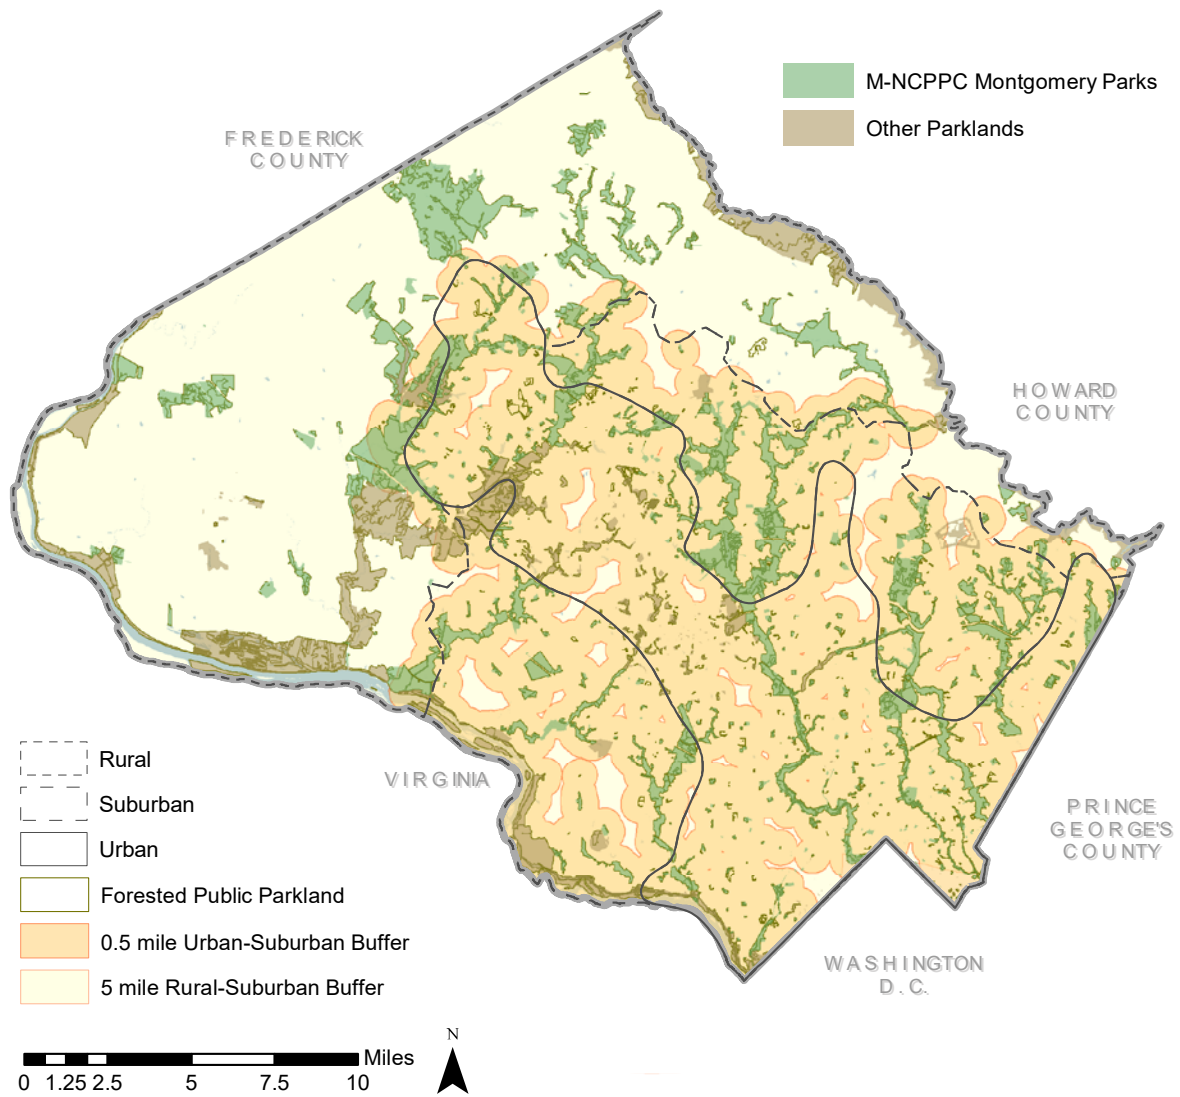 M-NCPPC Montgomery Parks
Other Parklands
FREDERICK
COUNTY
HOWARD
COUNTY
VIRGINIA
PRINCE
GEORGE'S
COUNTY
WASHINGTON
D.C.
Rural
Suburban
Urban
Forested Public Parkland
0.5 mile Urban-Suburban Buffer
5 mile Rural-Suburban Buffer
Miles
0 1.25 2.5 5 7.5 10
N